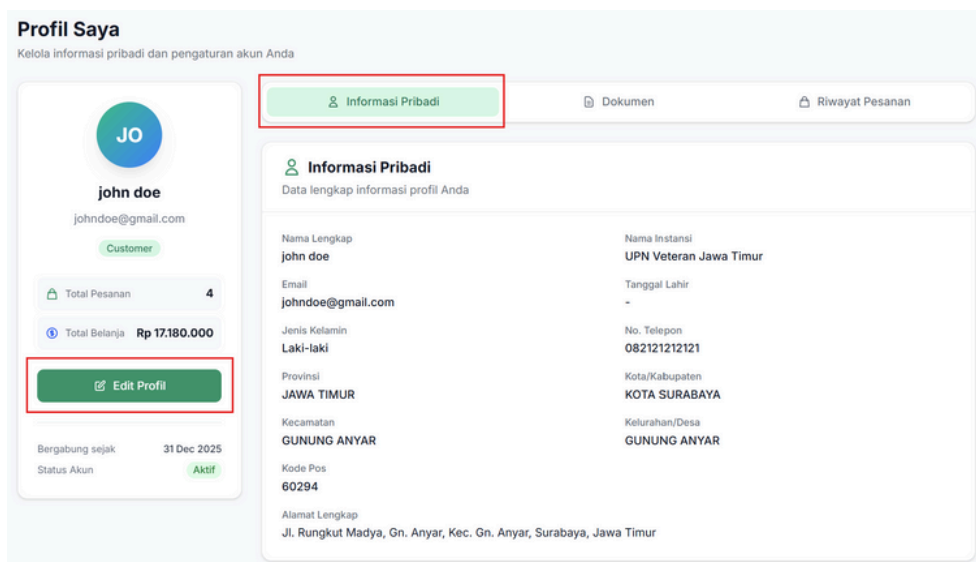 Profil Saya
Kelola informasi pribadi dan pengaturan akun Anda
JO
john doe
johndoe@gmail.com
Customer
Total Pesanan 4
Total Belanja Rp 17.180.000
Edit Profil
Bergabung sejak 31 Dec 2025
Status Akun Aktif
Informasi Pribadi Dokumen Riwayat Pesanan
Informasi Pribadi
Data lengkap informasi profil Anda
Nama Lengkap Nama Instansi
john doe UPN Veteran Jawa Timur
Email Tanggal Lahir
johndoe@gmail.com -
Jenis Kelamin No. Telepon
Laki-laki 082121212121
Provinsi Kota/Kabupaten
JAWA TIMUR KOTA SURABAYA
Kecamatan Kelurahan/Desa
GUNUNG ANYAR GUNUNG ANYAR
Kode Pos
60294
Alamat Lengkap
Jl. Rungkut Madya, Gn. Anyar, Kec. Gn. Anyar, Surabaya, Jawa Timur